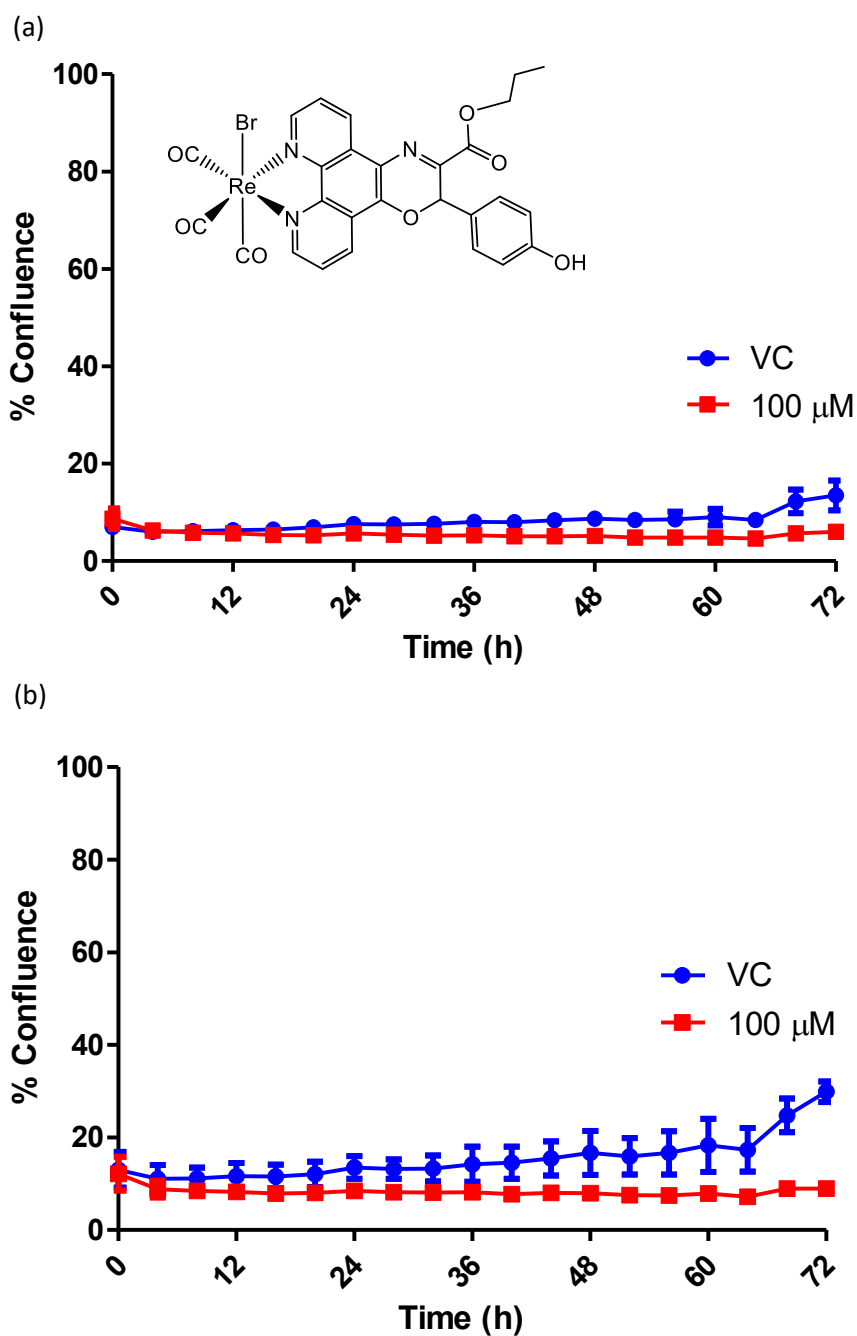 (a)
100
80
60
40
20
0
% Confluence
Br
OC
OC
CO
Re
N
N
N
O
O
O
OH
VC
100 μM
0 12 24 36 48 60 72
Time (h)
(b)
100
80
60
40
20
0
% Confluence
VC
100 μM
0 12 24 36 48 60 72
Time (h)